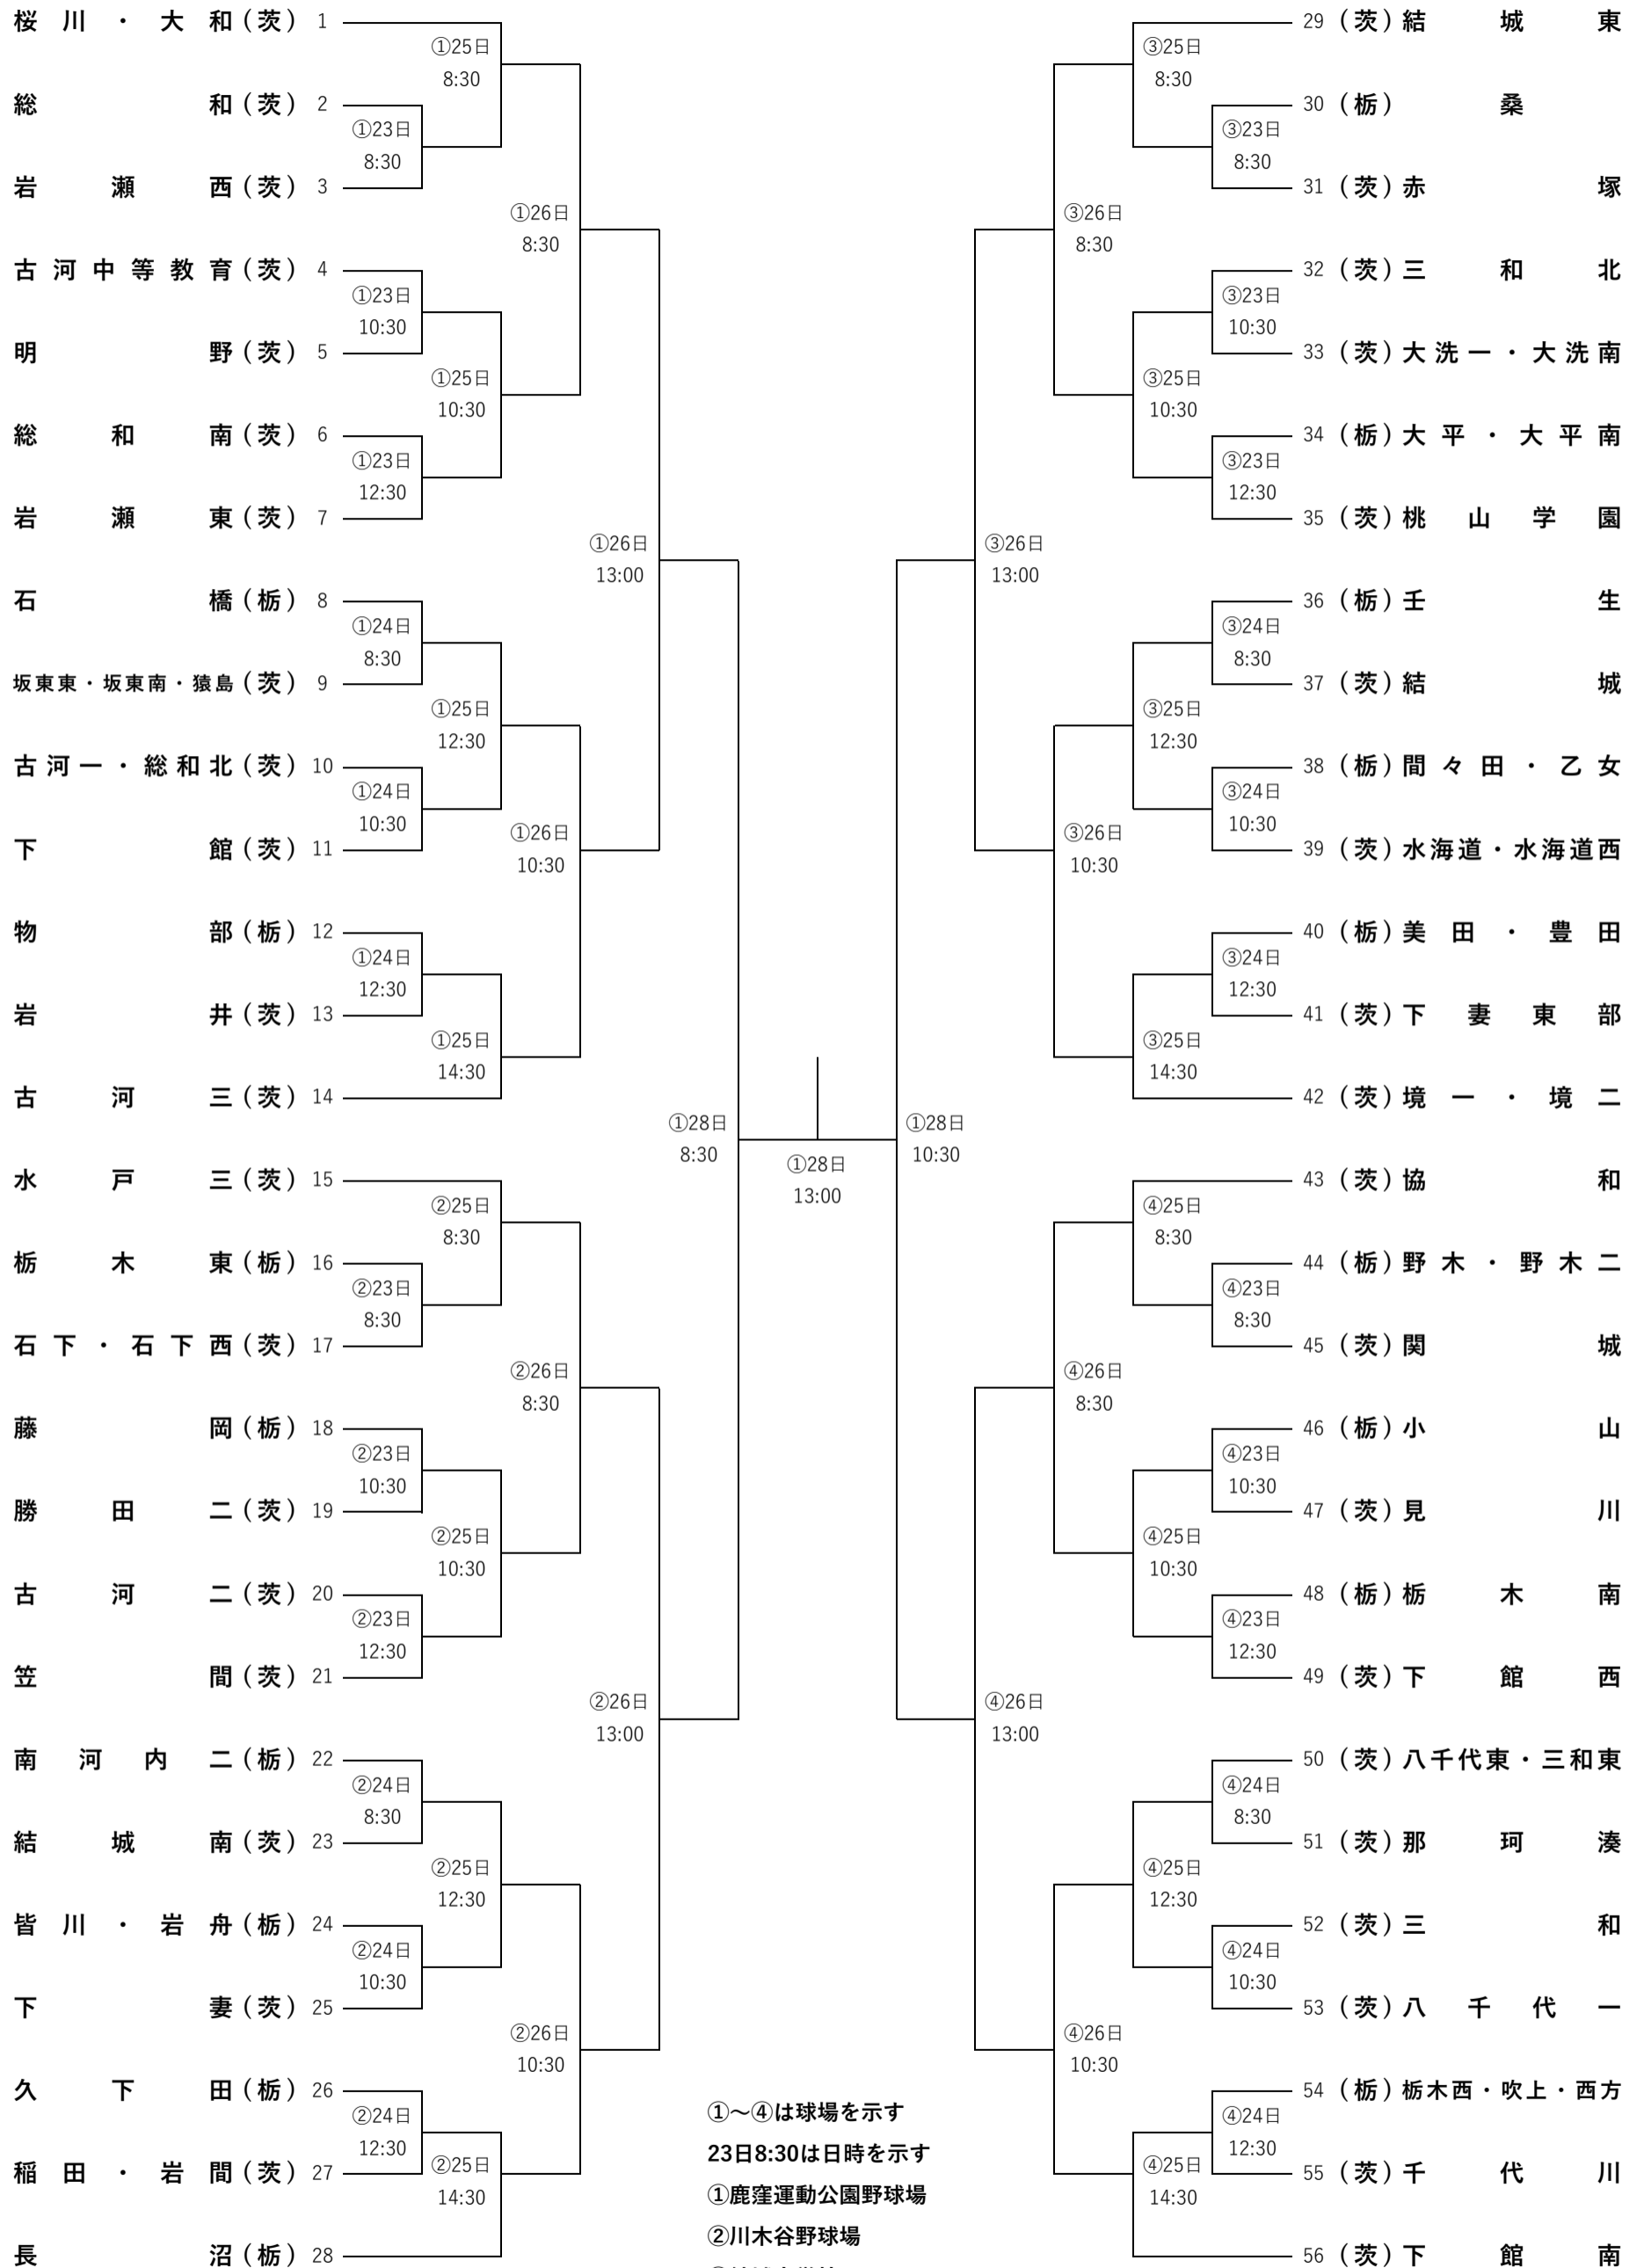 桜川・大和（茨） 1
①25日
8:30
総和（茨） 2
①23日
8:30
岩瀬西（茨） 3
①26日
8:30
古河中等教育（茨） 4
①23日
10:30
明野（茨） 5
①25日
10:30
総和南（茨） 6
①23日
12:30
岩瀬東（茨） 7
①26日
13:00
石橋（栃） 8
①24日
8:30
坂東東・坂東南・猿島（茨） 9
①25日
12:30
古河一・総和北（茨） 10
①24日
10:30
下館（茨） 11
①26日
10:30
物部（栃） 12
①24日
12:30
岩井（茨） 13
①25日
14:30
古河三（茨） 14
①28日
8:30
水戸三（茨） 15
②25日
8:30
栃木東（栃） 16
②23日
8:30
石下・石下西（茨） 17
②26日
8:30
藤岡（栃） 18
②23日
10:30
勝田二（茨） 19
②25日
10:30
古河二（茨） 20
②23日
12:30
笠間（茨） 21
②26日
13:00
南河内二（栃） 22
②24日
8:30
結城南（茨） 23
②25日
12:30
皆川・岩舟（栃） 24
②24日
10:30
下妻（茨） 25
②26日
10:30
久下田（栃） 26
②24日
12:30
稲田・岩間（茨） 27
②25日
14:30
長沼（栃） 28
①28日
13:00
29 （茨）結城東
③25日
8:30
30 （栃）桑
③23日
8:30
31 （茨）赤塚
③26日
8:30
32 （茨）三和北
③23日
10:30
33 （茨）大洗一・大洗南
③25日
10:30
34 （栃）大平・大平南
③23日
12:30
35 （茨）桃山学園
③26日
13:00
36 （栃）壬生
③24日
8:30
37 （茨）結城
③25日
12:30
38 （栃）間々田・乙女
③24日
10:30
39 （茨）水海道・水海道西
③26日
10:30
40 （栃）美田・豊田
③24日
12:30
41 （茨）下妻東部
③25日
14:30
42 （茨）境一・境二
①28日
10:30
43 （茨）協和
④25日
8:30
44 （栃）野木・野木二
④23日
8:30
45 （茨）関城
④26日
8:30
46 （栃）小山
④23日
10:30
47 （茨）見川
④25日
10:30
48 （栃）栃木南
④23日
12:30
49 （茨）下館西
④26日
13:00
50 （茨）八千代東・三和東
④24日
8:30
51 （茨）那珂湊
④25日
12:30
52 （茨）三和
④24日
10:30
53 （茨）八千代一
④26日
10:30
54 （栃）栃木西・吹上・西方
④24日
12:30
55 （茨）千代川
④25日
14:30
56 （茨）下館南
①～④は球場を示す
23日8:30は日時を示す
①鹿窪運動公園野球場
②川木谷野球場